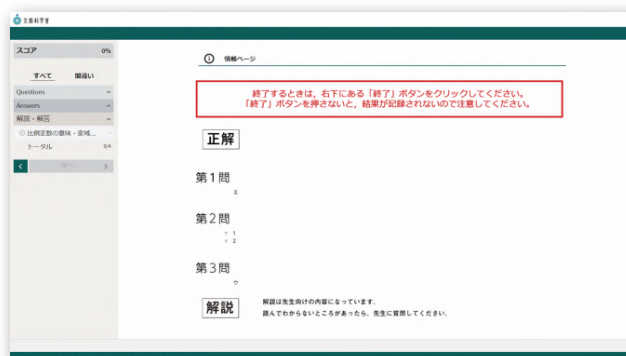 文部科学省
スコア 0%
すべて 間違い
Questions
Answers
解説・解答
比例定数の意味・変域...
トータル 0/4
情報ページ
終了するときは，右下にある「終了」ボタンをクリックしてください。
「終了」ボタンを押さないと，結果が記録されないので注意してください。
正解
第1問
エ
第2問
ア 1
イ 2
第3問
ウ
解説
解説は先生向けの内容になっています。
読んでわからないところがあったら，先生に質問してください。